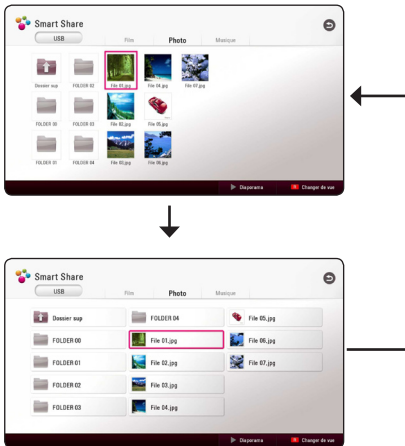 Smart Share
USB
Film Photo Musique
Dossier sup FOLDER 02 File 01.jpg File 04.jpg File 07.jpg
FOLDER 00 FOLDER 03 File 02.jpg File 05.jpg
FOLDER 01 FOLDER 04 File 03.jpg File 06.jpg
Diaporama Changer de vue
Smart Share
USB
Film Photo Musique
Dossier sup FOLDER 04 File 05.jpg
FOLDER 00 File 01.jpg File 06.jpg
FOLDER 01 File 02.jpg File 07.jpg
FOLDER 02 File 03.jpg
FOLDER 03 File 04.jpg
Diaporama Changer de vue